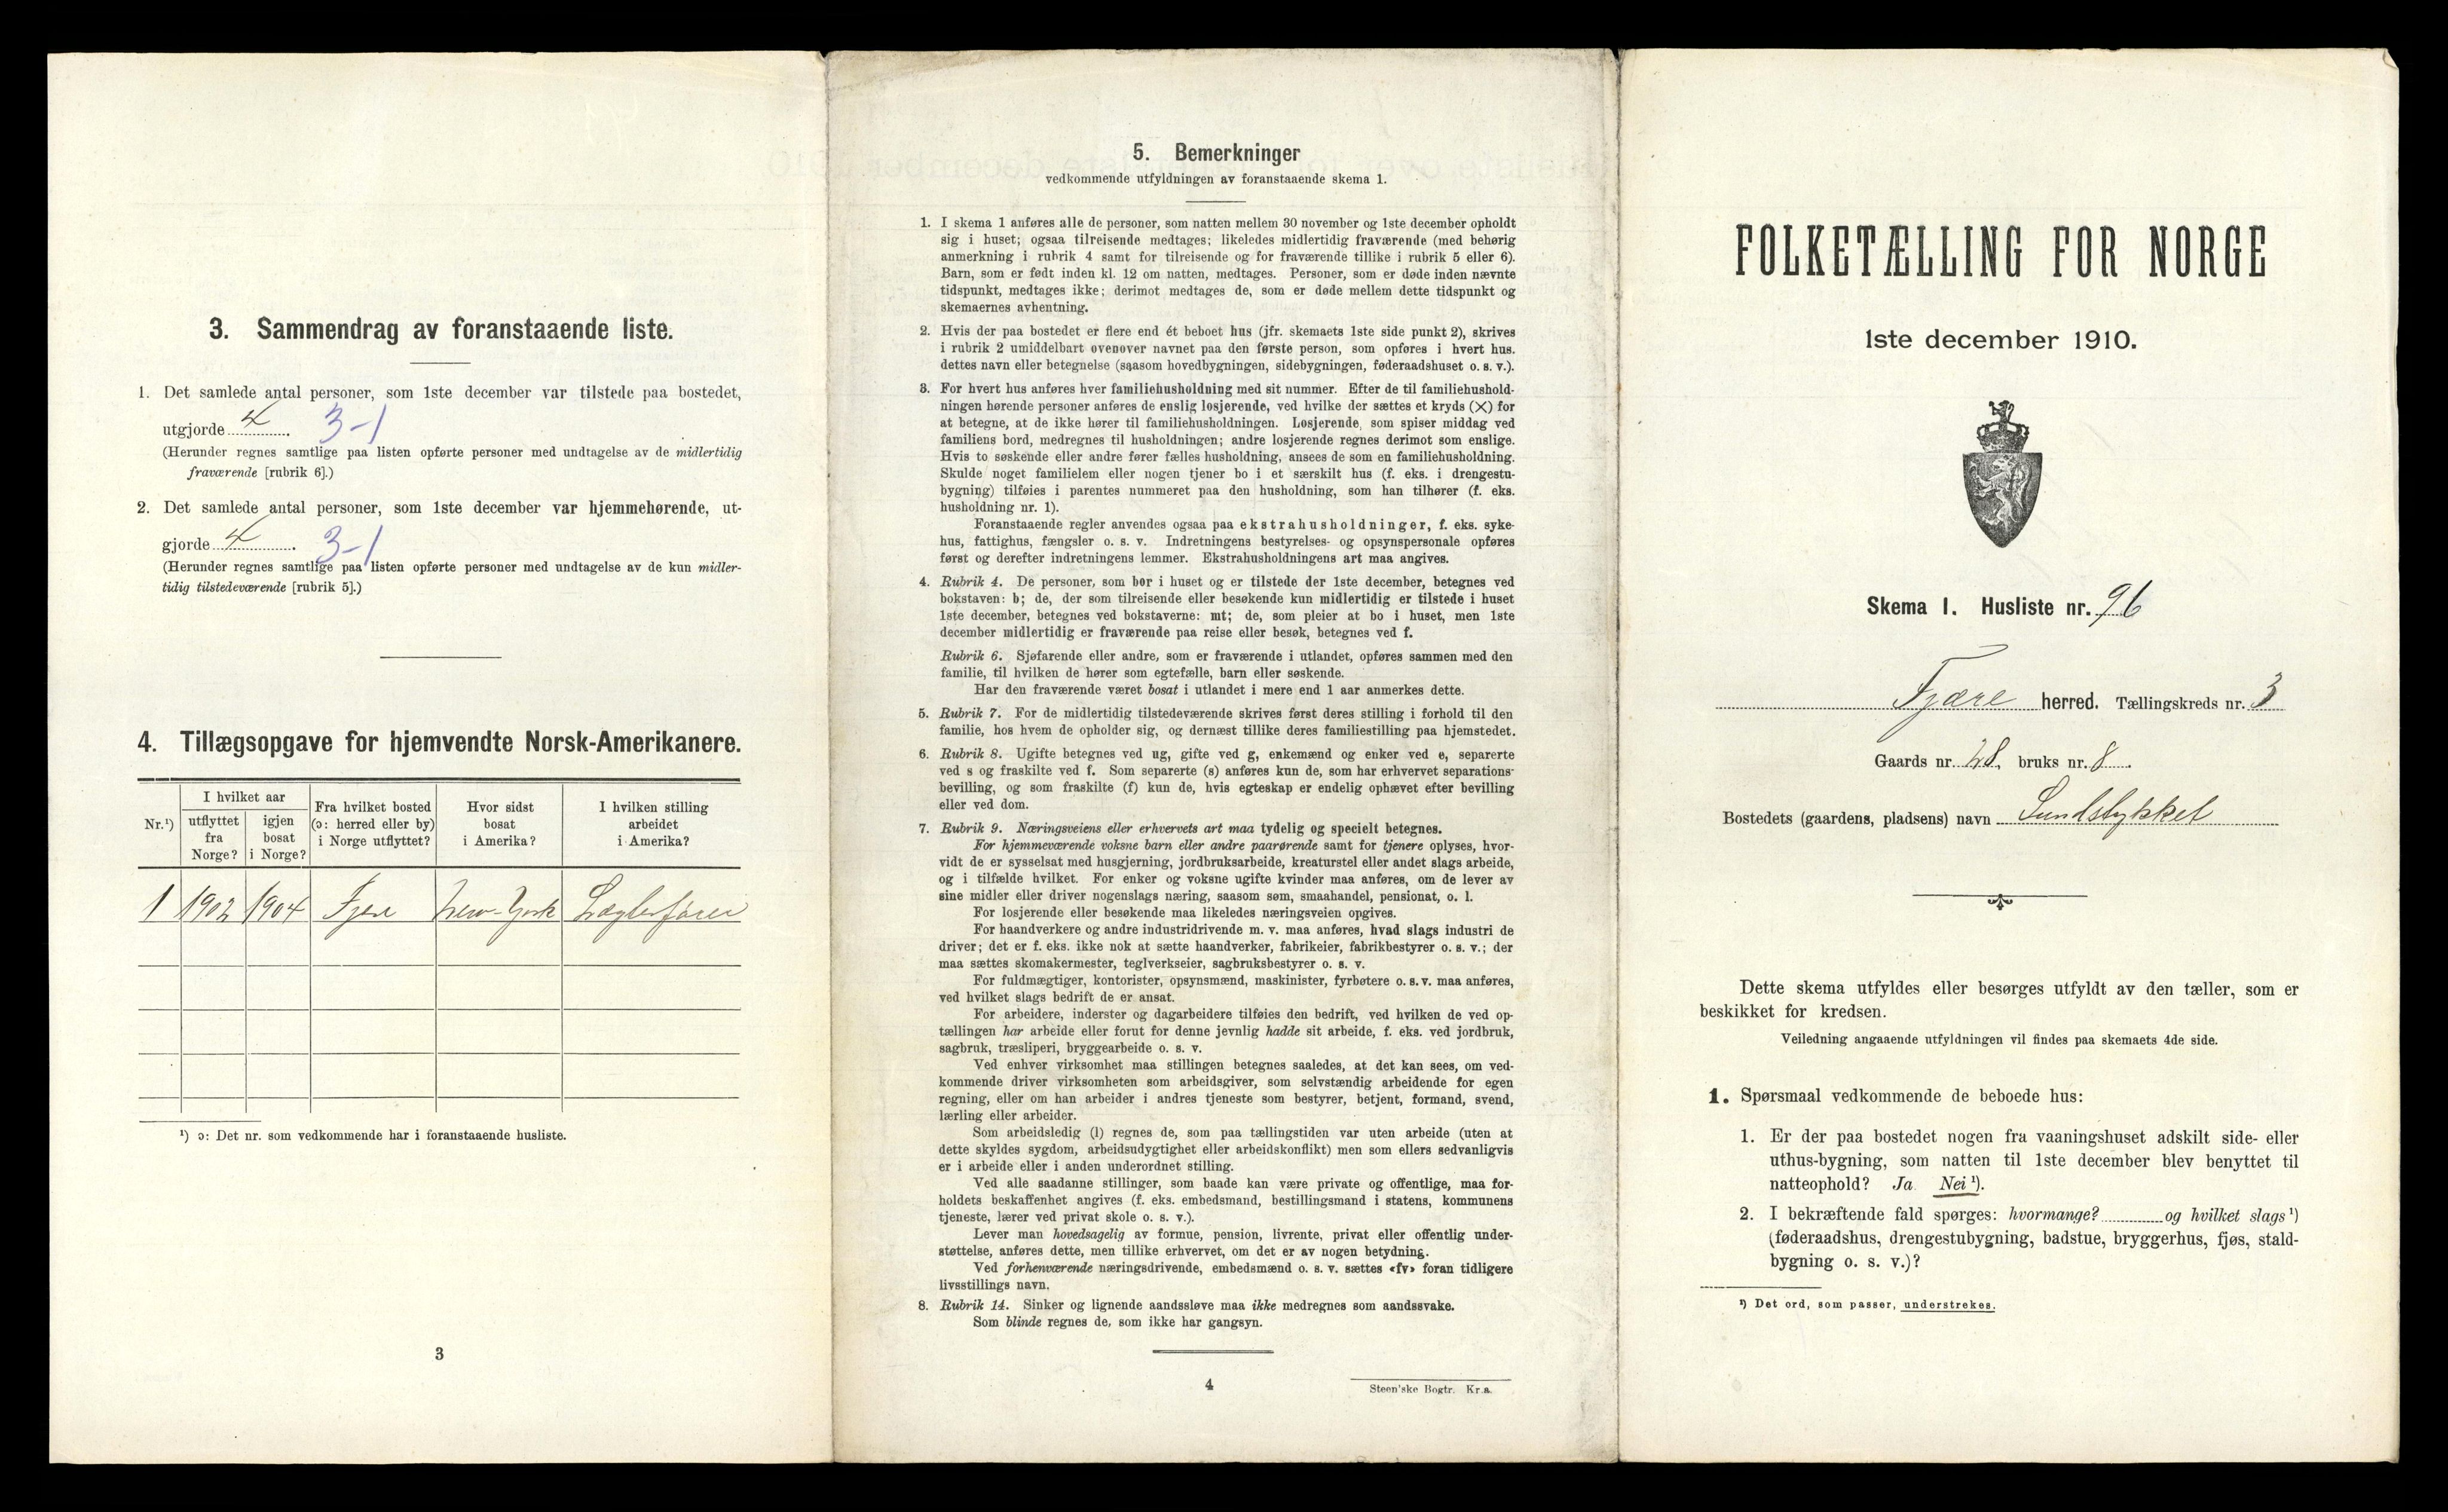 3. Sammendrag av foranstaaende liste.
1. Det samlede antal personer, som 1ste december var tilstede paa bostedet,
utgjorde 4. 3-1
(Herunder regnes samtlige paa listen opførte personer med undtagelse av de midlertidig
fraværende [rubrik 6].)
2. Det samlede antal personer, som 1ste december var hjemmehørende, ut-
gjorde 4. 3-1
(Herunder regnes samtlige paa listen opførte personer med undtagelse av de kun midler-
tidig tilstedeværende [rubrik 5].)
4. Tillægsopgave for hjemvendte Norsk-Amerikanere.
Nr.¹)
I hvilket aar
utflyttet
fra
Norge?
igjen
bosat
i Norge?
Fra hvilket bosted
(ɔ: herred eller by)
i Norge utflyttet?
Hvor sidst
bosat
i Amerika?
I hvilken stilling
arbeidet
i Amerika?
1 1902 1904 Fjære New-York Lægterfører
¹) ɔ: Det nr. som vedkommende har i foranstaaende husliste.
3
5. Bemerkninger
vedkommende utfyldningen av foranstaaende skema 1.
1. I skema 1 anføres alle de personer, som natten mellem 30 november og 1ste december opholdt
sig i huset; ogsaa tilreisende medtages; likeledes midlertidig fraværende (med behørig
anmerkning i rubrik 4 samt for tilreisende og for fraværende tillike i rubrik 5 eller 6).
Barn, som er født inden kl. 12 om natten, medtages. Personer, som er døde inden nævnte
tidspunkt, medtages ikke; derimot medtages de, som er døde mellem dette tidspunkt og
skemaernes avhentning.
2. Hvis der paa bostedet er flere end ét beboet hus (jfr. skemaets 1ste side punkt 2), skrives
i rubrik 2 umiddelbart ovenover navnet paa den første person, som opføres i hvert hus.
dettes navn eller betegnelse (saasom hovedbygningen, sidebygningen, føderaadshuset o. s. v.).
3. For hvert hus anføres hver familiehusholdning med sit nummer. Efter de til familiehushold-
ningen hørende personer anføres de enslig losjerende, ved hvilke der sættes et kryds (×) for
at betegne, at de ikke hører til familiehusholdningen. Losjerende, som spiser middag ved
familiens bord, medregnes til husholdningen; andre losjerende regnes derimot som enslige.
Hvis to søskende eller andre fører fælles husholdning, ansees de som en familiehusholdning.
Skulde noget familielem eller nogen tjener bo i et særskilt hus (f. eks. i drengestu-
bygning) tilføies i parentes nummeret paa den husholdning, som han tilhører (f. eks.
husholdning nr. 1).
Foranstaaende regler anvendes ogsaa paa ekstrahusholdninger, f. eks. syke-
hus, fattighus, fængsler o. s. v. Indretningens bestyrelses- og opsynspersonale opføres
først og derefter indretningens lemmer. Ekstrahusholdningens art maa angives.
4. Rubrik 4. De personer, som bor i huset og er tilstede der 1ste december, betegnes ved
bokstaven: b; de, der som tilreisende eller besøkende kun midlertidig er tilstede i huset
1ste december, betegnes ved bokstaverne: mt; de, som pleier at bo i huset, men 1ste
december midlertidig er fraværende paa reise eller besøk, betegnes ved f.
Rubrik 6. Sjøfarende eller andre, som er fraværende i utlandet, opføres sammen med den
familie, til hvilken de hører som egtefælle, barn eller søskende.
Har den fraværende været bosat i utlandet i mere end 1 aar anmerkes dette.
5. Rubrik 7. For de midlertidig tilstedeværende skrives først deres stilling i forhold til den
familie, hos hvem de opholder sig, og dernæst tillike deres familiestilling paa hjemstedet.
6. Rubrik 8. Ugifte betegnes ved ug, gifte ved g, enkemænd og enker ved e, separerte
ved s og fraskilte ved f. Som separerte (s) anføres kun de, som har erhvervet separations-
bevilling, og som fraskilte (f) kun de, hvis egteskap er endelig ophævet efter bevilling
eller ved dom.
7. Rubrik 9. Næringsveiens eller erhvervets art maa tydelig og specielt betegnes.
For hjemmeværende voksne barn eller andre paarørende samt for tjenere oplyses, hvor-
vidt de er sysselsat med husgjerning, jordbruksarbeide, kreaturstel eller andet slags arbeide,
og i tilfælde hvilket. For enker og voksne ugifte kvinder maa anføres, om de lever av
sine midler eller driver nogenslags næring, saasom søm, smaahandel, pensionat, o. l.
For losjerende eller besøkende maa likeledes næringsveien opgives.
For haandverkere og andre industridrivende m. v. maa anføres, hvad slags industri de
driver; det er f. eks. ikke nok at sætte haandverker, fabrikeier, fabrikbestyrer o. s. v.; der
maa sættes skomakermester, teglverkseier, sagbruksbestyrer o. s. v.
For fuldmægtiger, kontorister, opsynsmænd, maskinister, fyrbøtere o. s. v. maa anføres,
ved hvilket slags bedrift de er ansat.
For arbeidere, inderster og dagarbeidere tilføies den bedrift, ved hvilken de ved op-
tællingen har arbeide eller forut for denne jevnlig hadde sit arbeide, f. eks. ved jordbruk,
sagbruk, træsliperi, bryggearbeide o. s. v.
Ved enhver virksomhet maa stillingen betegnes saaledes, at det kan sees, om ved-
kommende driver virksomheten som arbeidsgiver, som selvstændig arbeidende for egen
regning, eller om han arbeider i andres tjeneste som bestyrer, betjent, formand, svend,
lærling eller arbeider.
Som arbeidsledig (l) regnes de, som paa tællingstiden var uten arbeide (uten at
dette skyldes sygdom, arbeidsudygtighet eller arbeidskonflikt) men som ellers sedvanligvis
er i arbeide eller i anden underordnet stilling.
Ved alle saadanne stillinger, som baade kan være private og offentlige, maa for-
holdets beskaffenhet angives (f. eks. embedsmand, bestillingsmand i statens, kommunens
tjeneste, lærer ved privat skole o. s. v.).
Lever man hovedsagelig av formue, pension, livrente, privat eller offentlig under-
støttelse, anføres dette, men tillike erhvervet, om det er av nogen betydning.
Ved forhenværende næringsdrivende, embedsmænd o. s. v. sættes «fv» foran tidligere
livsstillings navn.
8. Rubrik 14. Sinker og lignende aandssløve maa ikke medregnes som aandssvake.
Som blinde regnes de, som ikke har gangsyn.
4
Steen'ske Bogtr. Kr.a.
FOLKETÆLLING FOR NORGE
1ste december 1910.
Skema 1. Husliste nr. 96
Fjære herred. Tællingskreds nr. 3
Gaards nr. 28, bruks nr. 8.
Bostedets (gaardens, pladsens) navn Sundstykket
Dette skema utfyldes eller besørges utfyldt av den tæller, som er
beskikket for kredsen.
Veiledning angaaende utfyldningen vil findes paa skemaets 4de side.
1. Spørsmaal vedkommende de beboede hus:
1. Er der paa bostedet nogen fra vaaningshuset adskilt side- eller
uthus-bygning, som natten til 1ste december blev benyttet til
natteophold? Ja. Nei ¹).
2. I bekræftende fald spørges: hvormange? og hvilket slags ¹)
(føderaadshus, drengestubygning, badstue, bryggerhus, fjøs, stald-
bygning o. s. v.)?
¹) Det ord, som passer, understrekes.